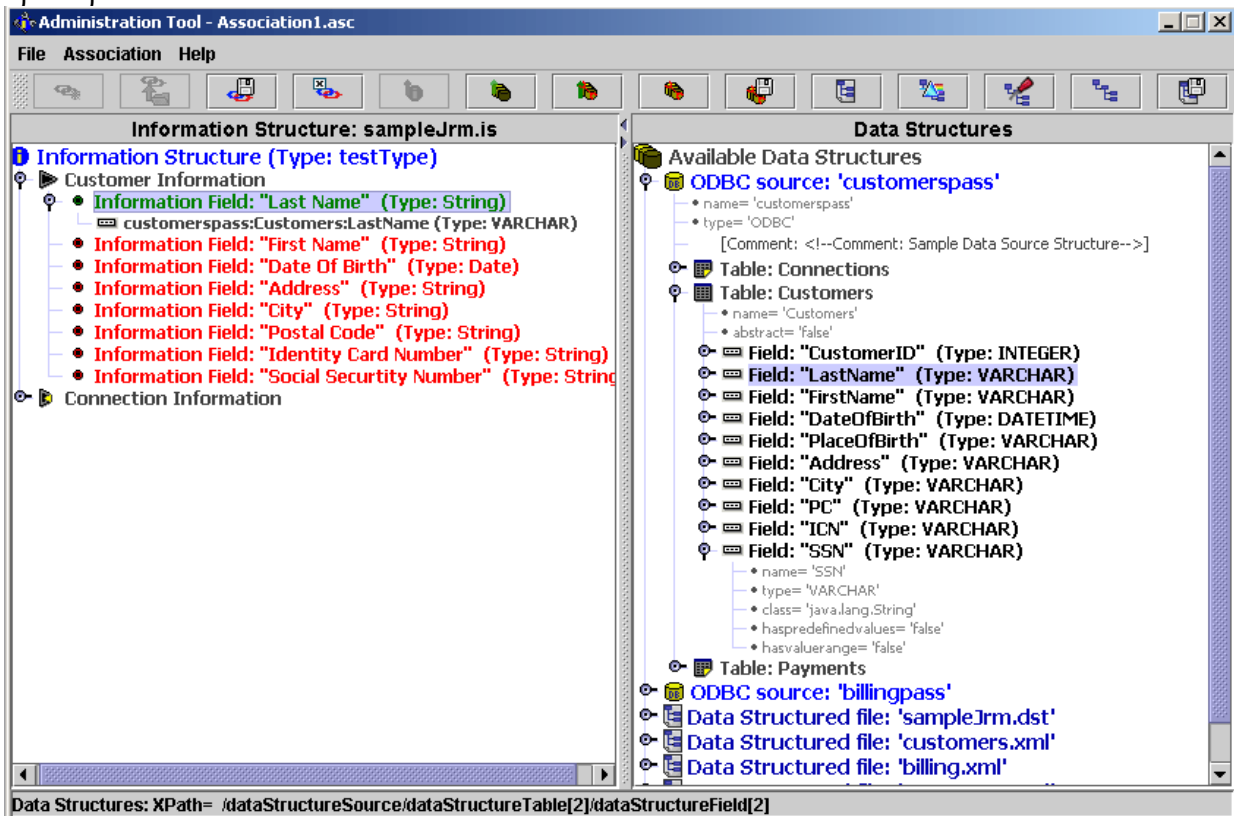 Administration Tool - Association1.asc
File Association Help
Information Structure: sampleJrm.is
Information Structure (Type: testType)
Customer Information
Information Field: "Last Name" (Type: String)
customerspass:Customers:LastName (Type: VARCHAR)
Information Field: "First Name" (Type: String)
Information Field: "Date Of Birth" (Type: Date)
Information Field: "Address" (Type: String)
Information Field: "City" (Type: String)
Information Field: "Postal Code" (Type: String)
Information Field: "Identity Card Number" (Type: String)
Information Field: "Social Securtity Number" (Type: String
Connection Information
Data Structures
Available Data Structures
ODBC source: 'customerspass'
name= 'customerspass'
type= 'ODBC'
[Comment: <!--Comment: Sample Data Source Structure-->]
Table: Connections
Table: Customers
name= 'Customers'
abstract= 'false'
Field: "CustomerID" (Type: INTEGER)
Field: "LastName" (Type: VARCHAR)
Field: "FirstName" (Type: VARCHAR)
Field: "DateOfBirth" (Type: DATETIME)
Field: "PlaceOfBirth" (Type: VARCHAR)
Field: "Address" (Type: VARCHAR)
Field: "City" (Type: VARCHAR)
Field: "PC" (Type: VARCHAR)
Field: "ICN" (Type: VARCHAR)
Field: "SSN" (Type: VARCHAR)
name= 'SSN'
type= 'VARCHAR'
class= 'java.lang.String'
haspredefinedvalues= 'false'
hasvaluerange= 'false'
Table: Payments
ODBC source: 'billingpass'
Data Structured file: 'sampleJrm.dst'
Data Structured file: 'customers.xml'
Data Structured file: 'billing.xml'
Data Structures: XPath= /dataStructureSource/dataStructureTable[2]/dataStructureField[2]